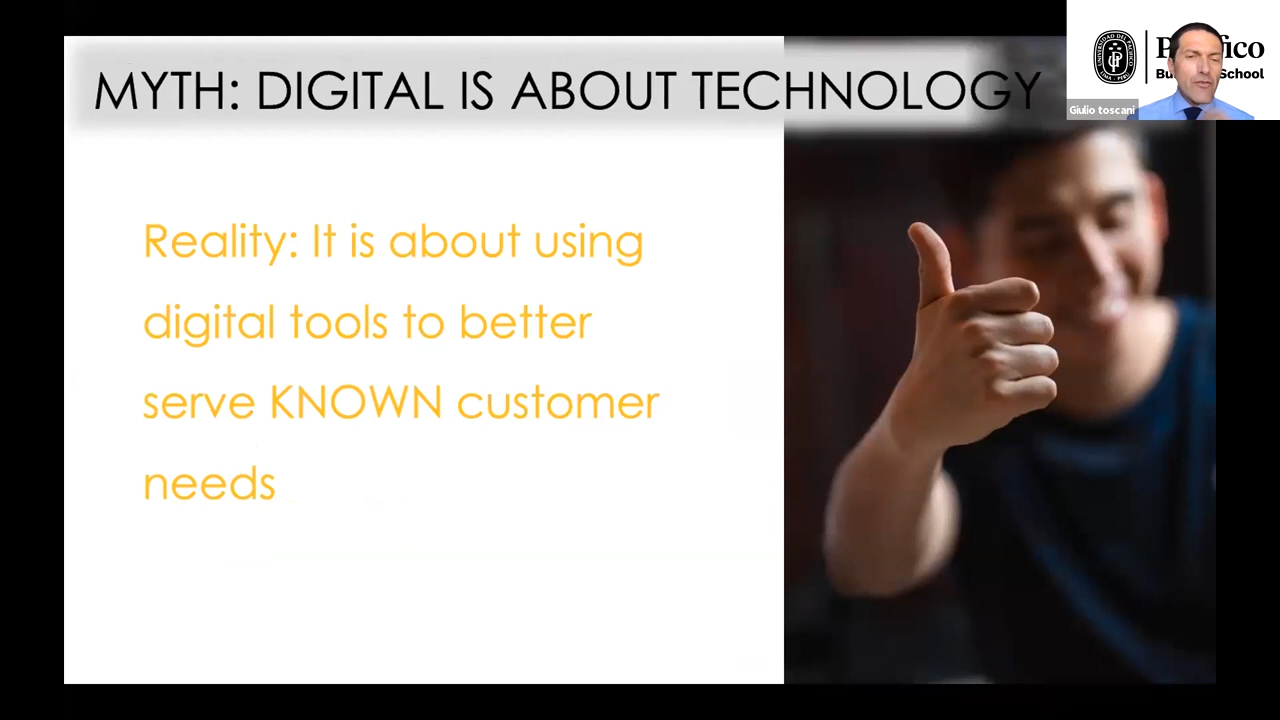 MYTH: DIGITAL IS ABOUT TECHNOLOGY
Reality: It is about using
digital tools to better
serve KNOWN customer
needs
Giulio toscani